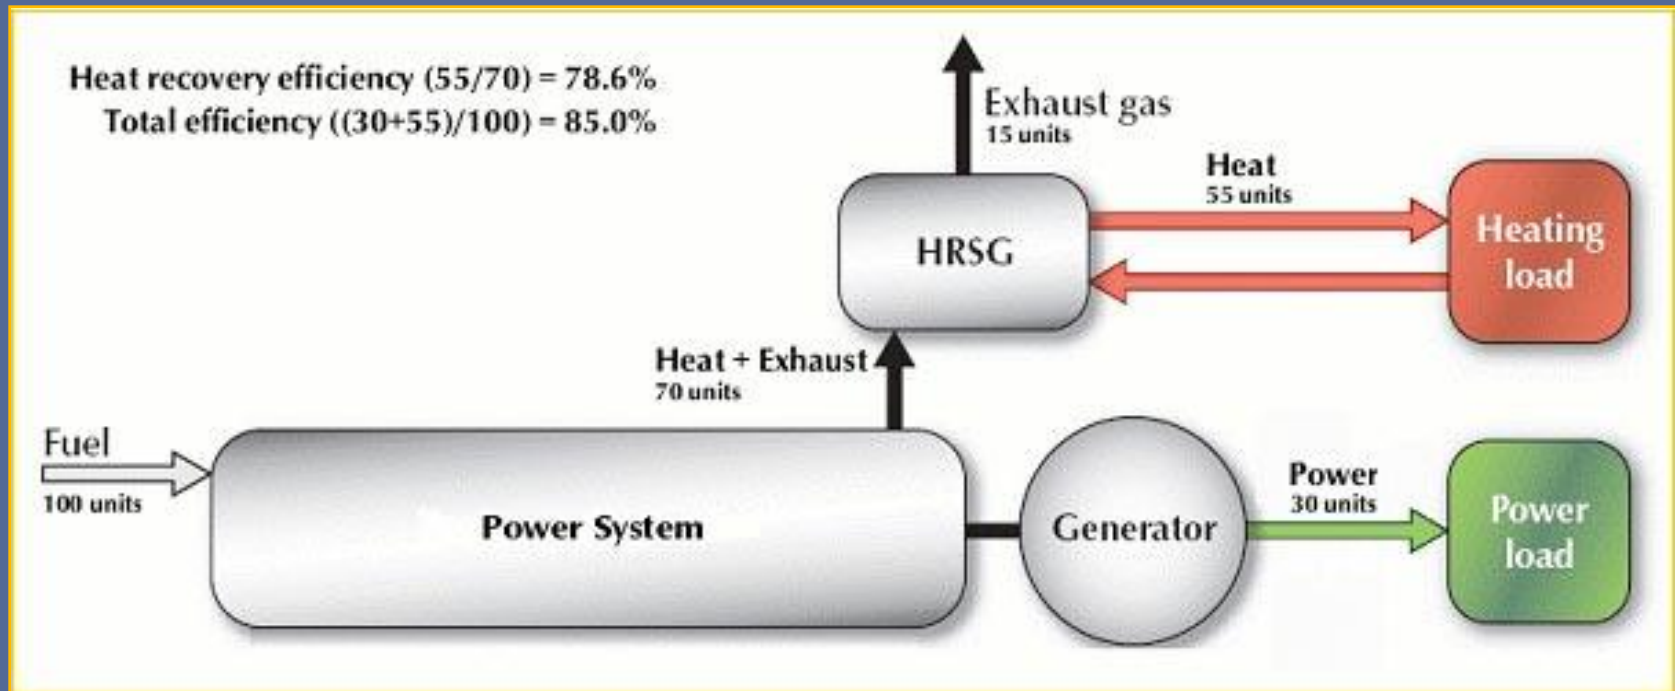 Heat recovery efficiency (55/70) = 78.6%
Total efficiency ((30+55)/100) = 85.0%
Exhaust gas
15 units
Heat
55 units
HRSG
Heating
load
Heat + Exhaust
70 units
Fuel
100 units
Power System
Generator
Power
30 units
Power
load